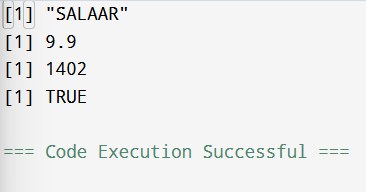 [1] "SALAAR"
[1] 9.9
[1] 1402
[1] TRUE
=== Code Execution Successful ===